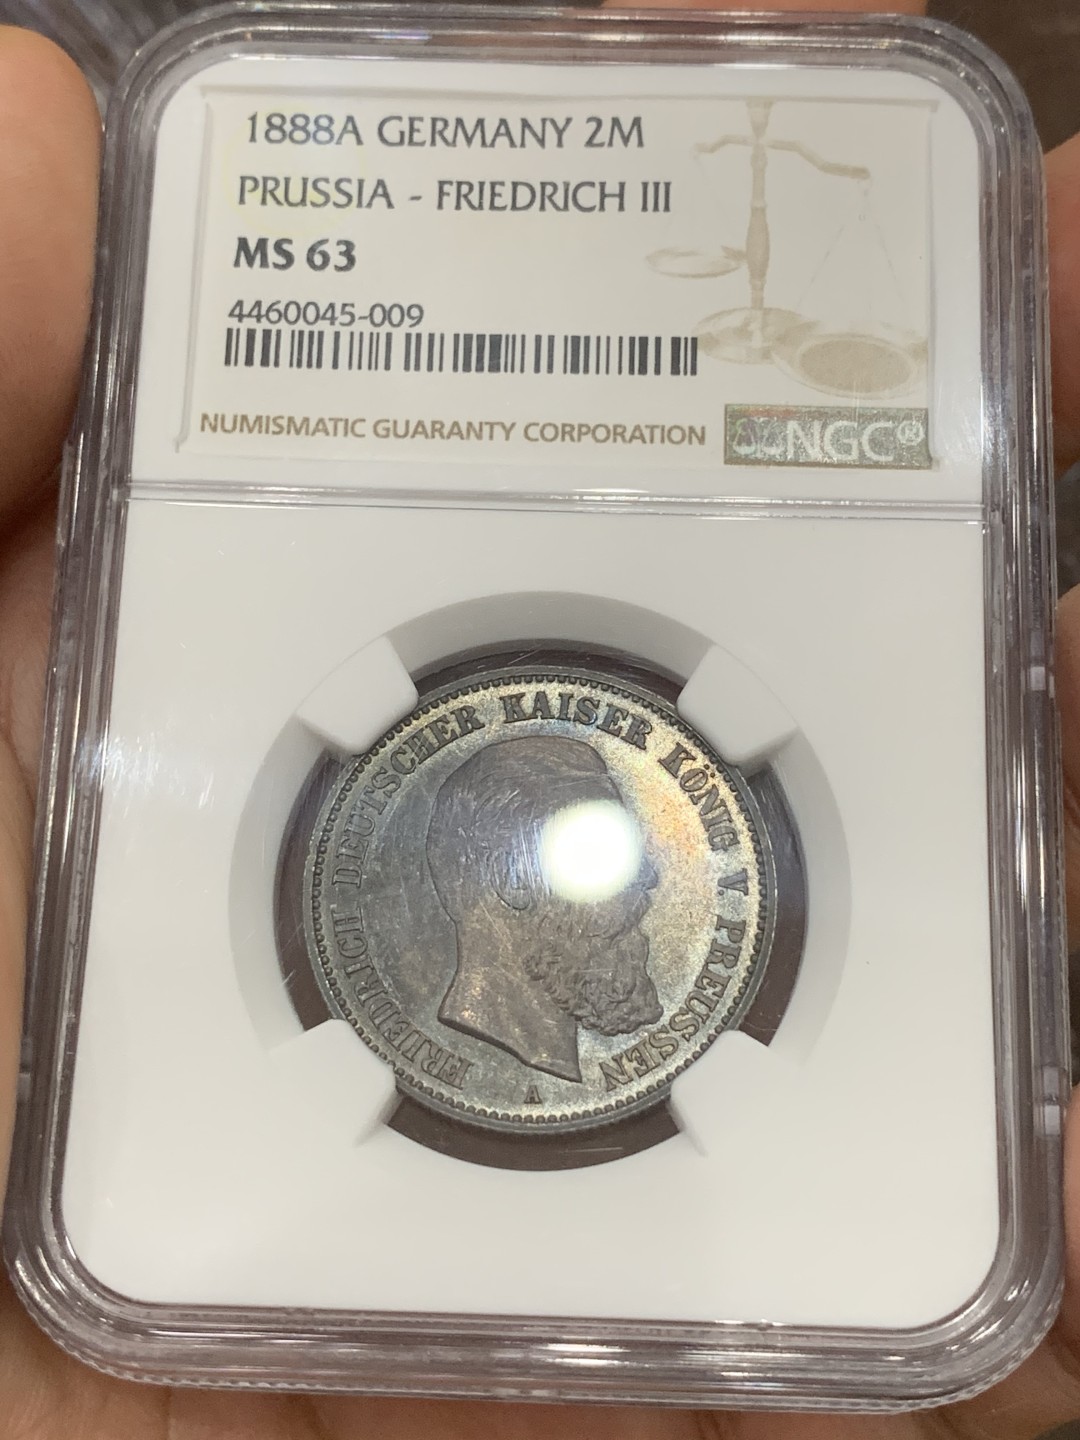 1888A GERMANY 2M
PRUSSIA - FRIEDRICH III
MS 63
4460045-009
NUMISMATIC GUARANTY CORPORATION
NGC®
FRIEDRICH DEUTSCHER KAISER KÖNIG V. PREUSSEN
A